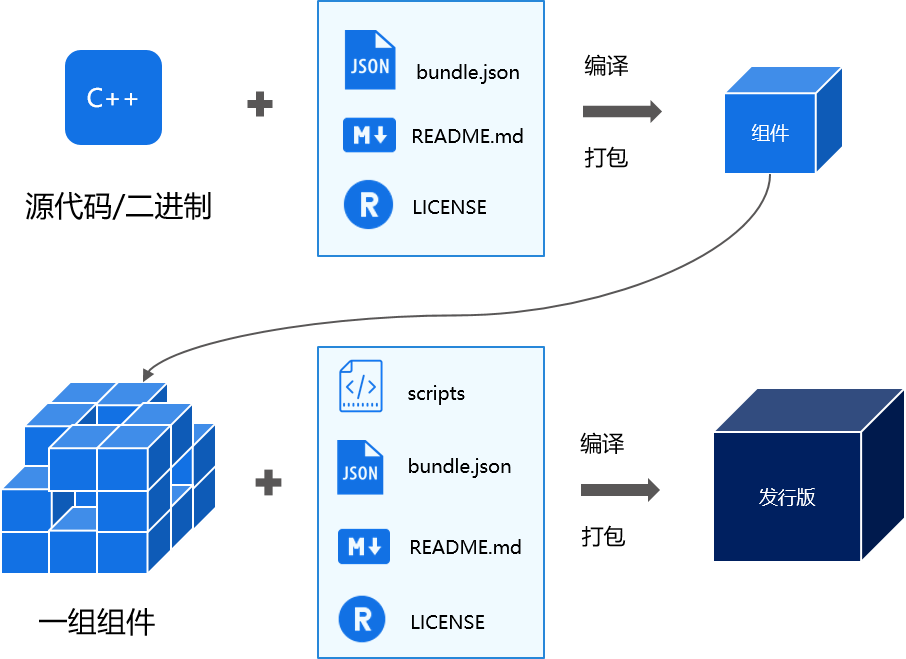 C++
源代码/二进制
JSON
bundle.json
M
README.md
R
LICENSE
编译
打包
组件
一组组件
scripts
</>
JSON
bundle.json
M
README.md
R
LICENSE
编译
打包
发行版